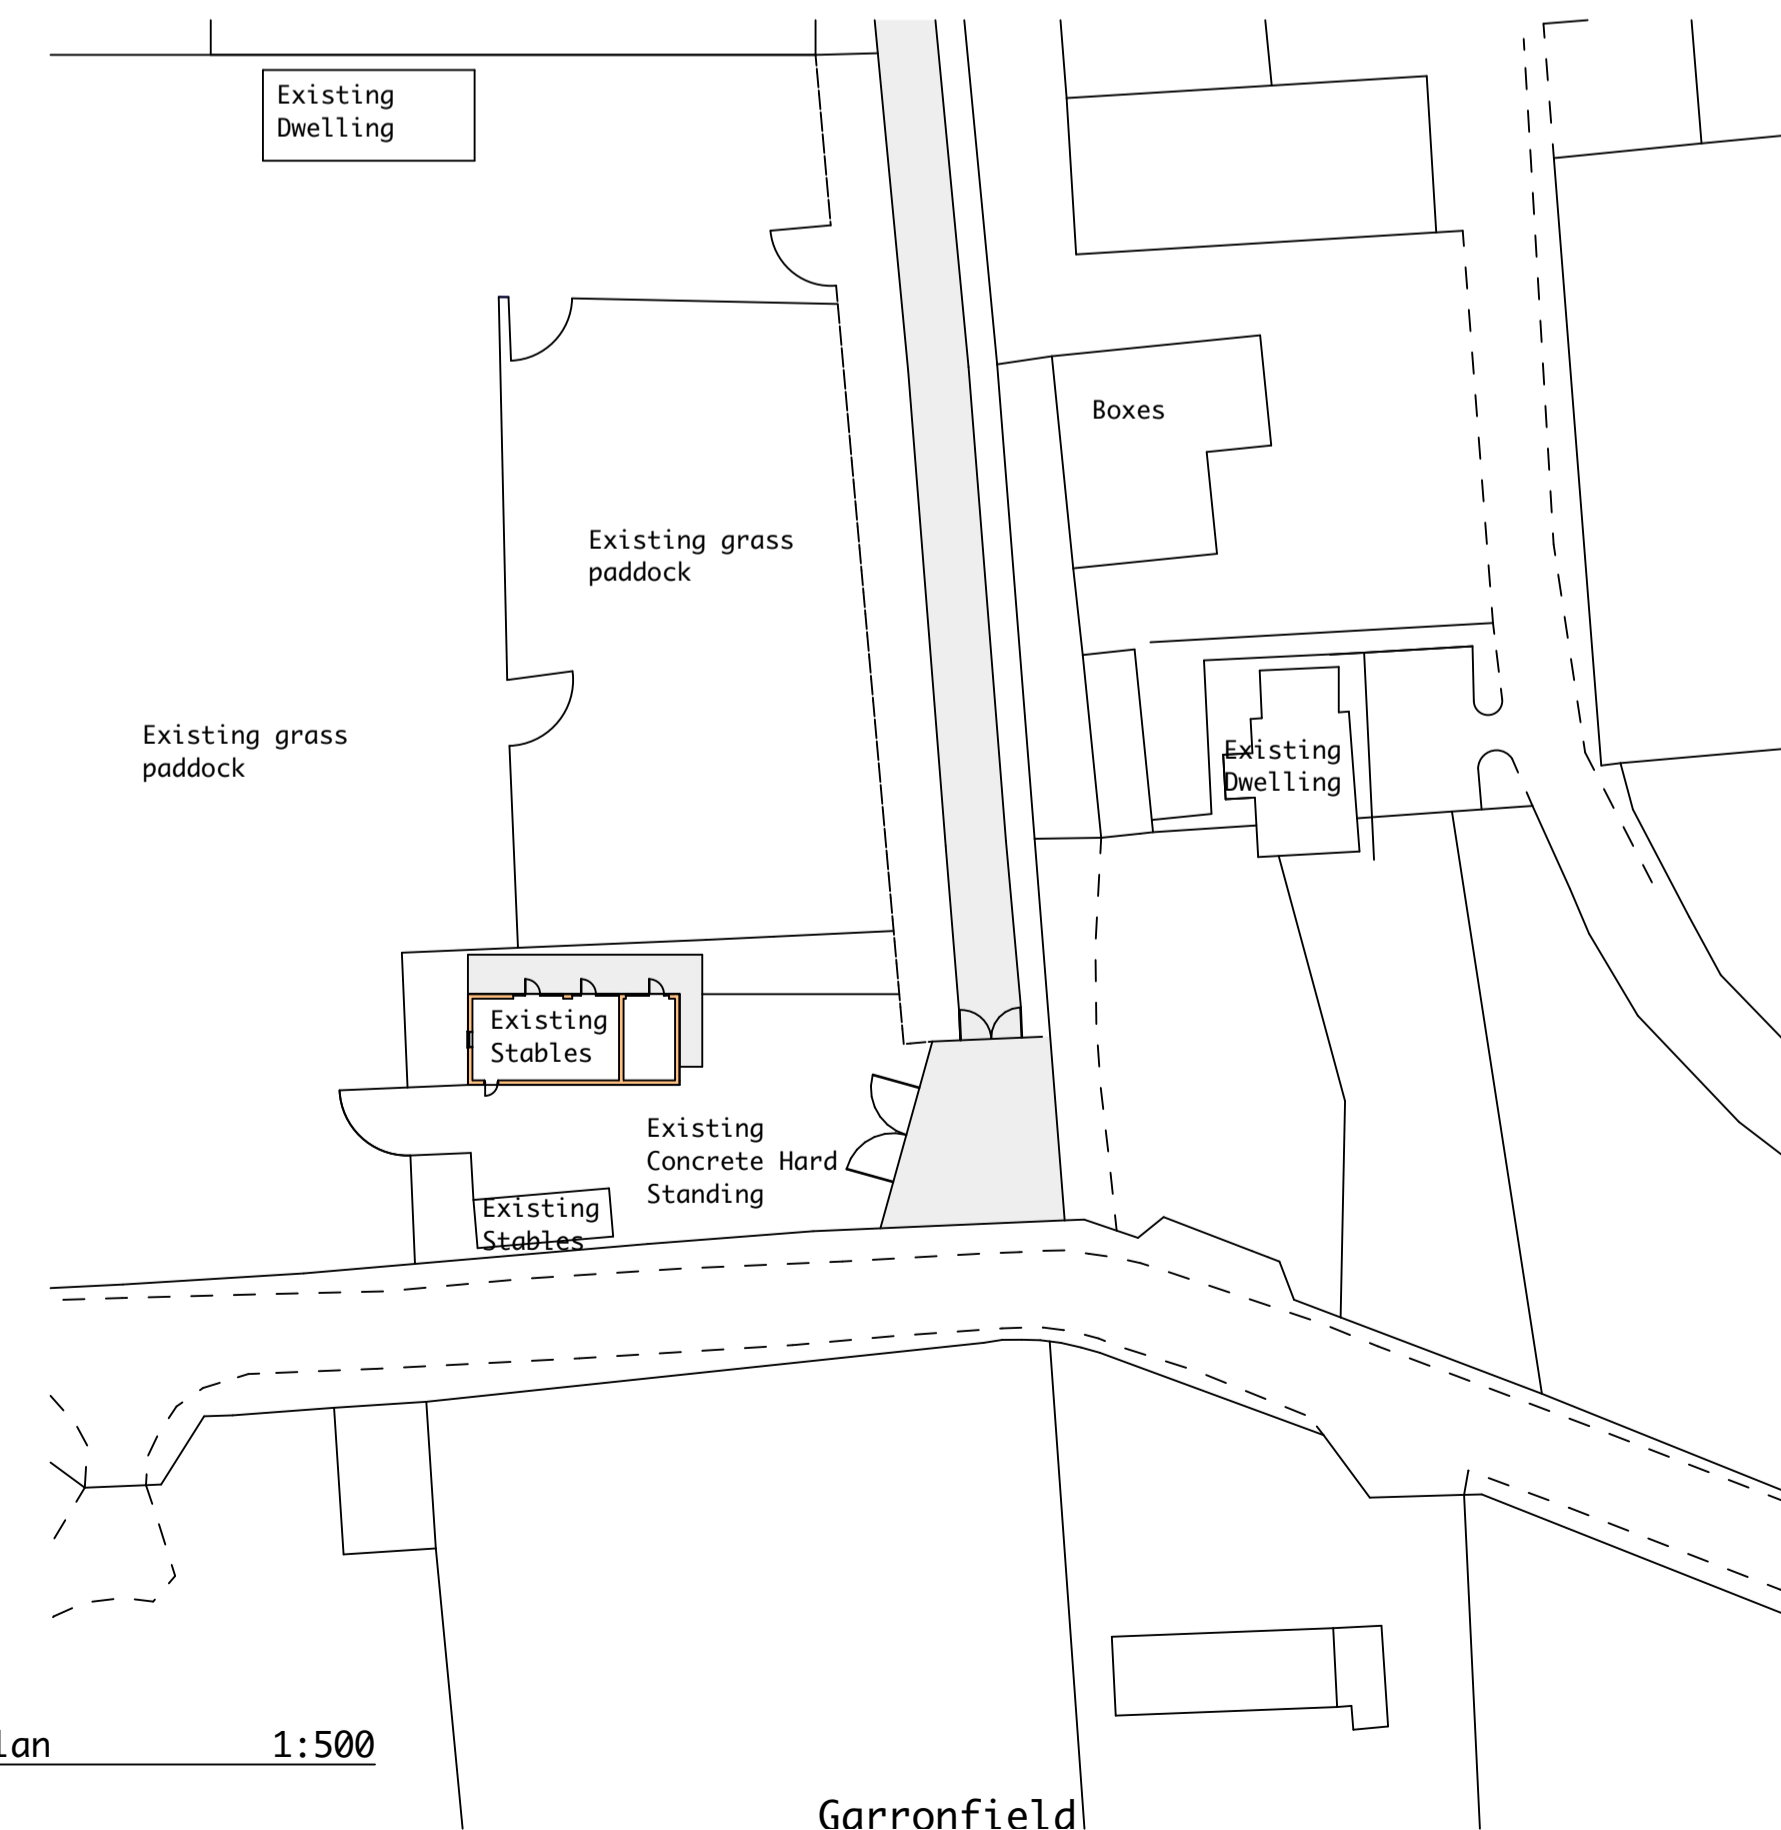 Existing
Dwelling
Boxes
Existing grass
paddock
Existing grass
paddock
Existing
Dwelling
Existing
Stables
Existing
Concrete Hard
Standing
Existing
Stables
lan 1:500
Garronfield